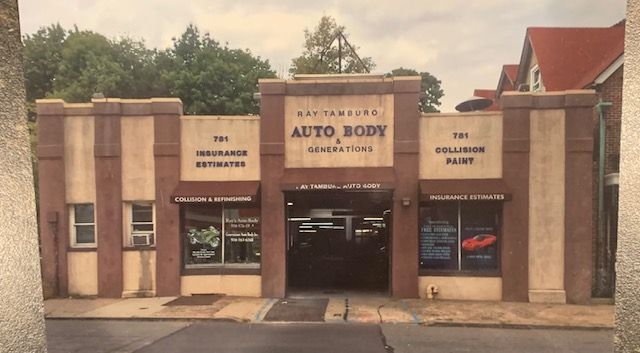 RAY TAMBURO
AUTO BODY
&
GENERATIONS
781
INSURANCE
ESTIMATES
781
COLLISION
PAINT
COLLISION & REFINISHING
RAY TAMBURO AUTO BODY
INSURANCE ESTIMATES
Ray's Auto Body
FREE ESTIMATES